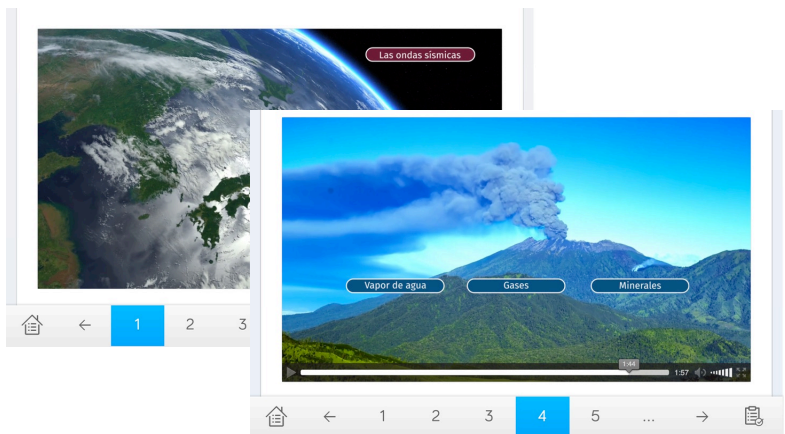 Las ondas sísmicas
1 2 3
Vapor de agua
Gases
Minerales
1:44
1:57
1 2 3 4 5 ...